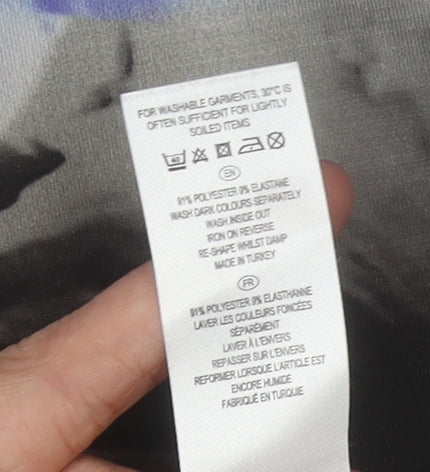 FOR WASHABLE GARMENTS, 30°C IS
OFTEN SUFFICIENT FOR LIGHTLY
SOILED ITEMS
40
EN
91% POLYESTER 9% ELASTANE
WASH DARK COLOURS SEPARATELY
WASH INSIDE OUT
IRON ON REVERSE
RE-SHAPE WHILST DAMP
MADE IN TURKEY
FR
91% POLYESTER 9% ELASTHANNE
LAVER LES COULEURS FONCÉES
SÉPARÉMENT
LAVER À L'ENVERS
REPASSER SUR L'ENVERS
REFORMER LORSQUE L'ARTICLE EST
ENCORE HUMIDE
FABRIQUÉ EN TURQUIE